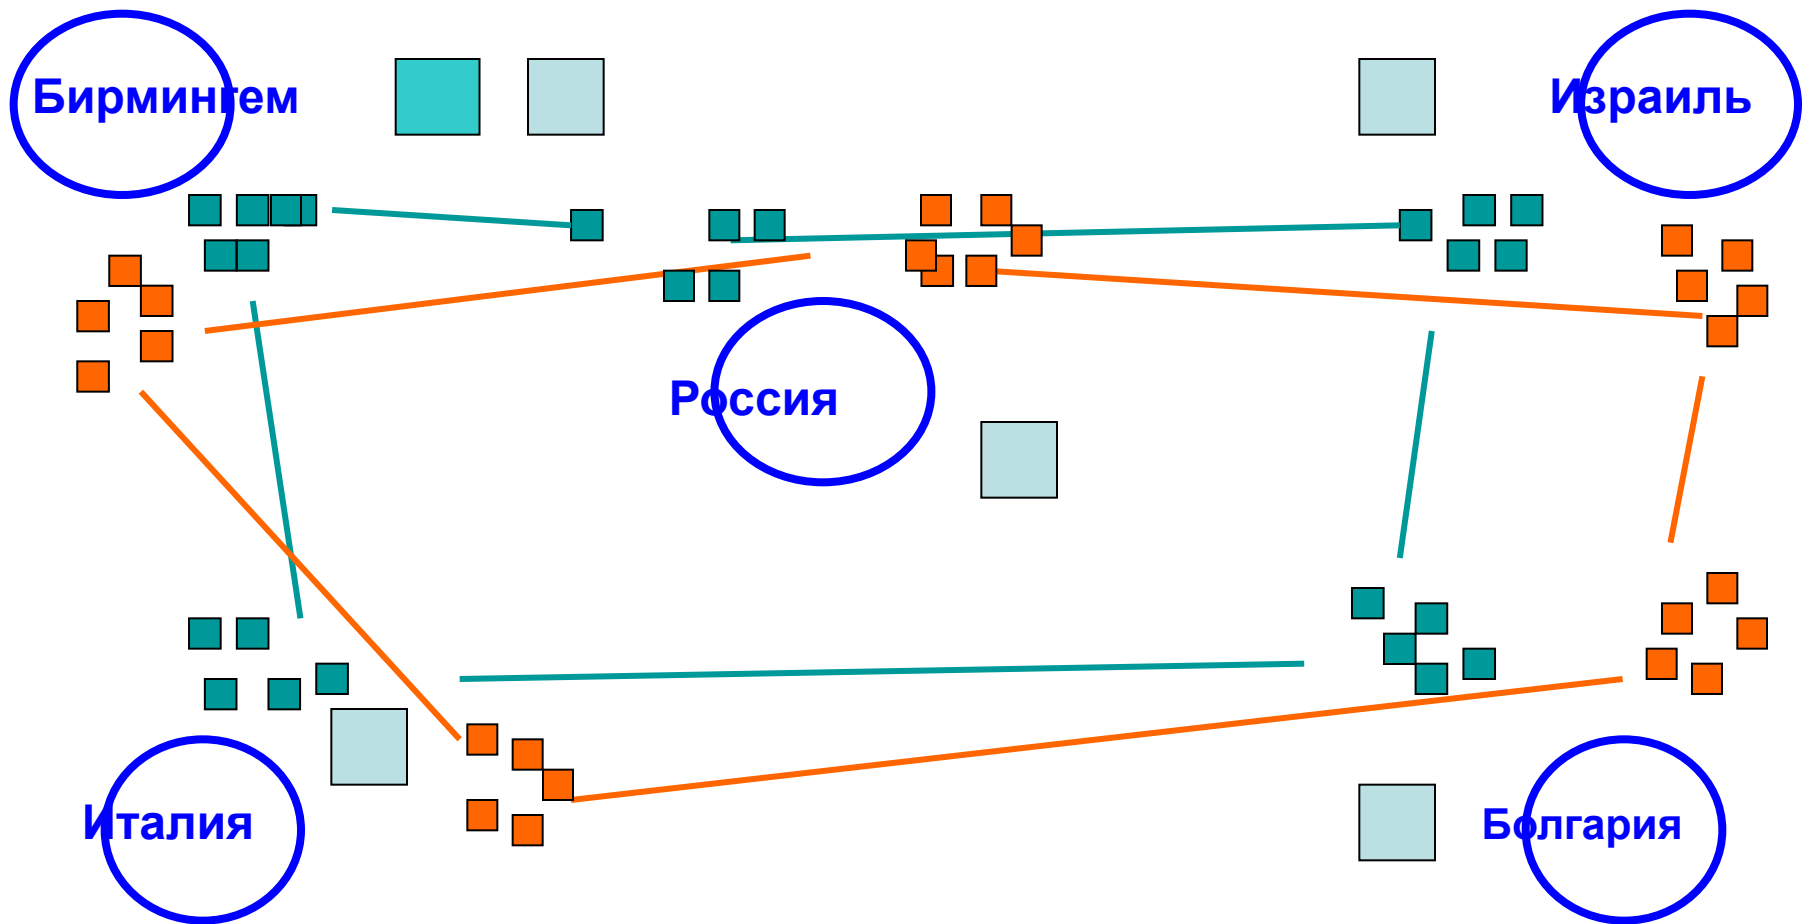 Бирмингем
Израиль
Россия
Италия
Болгария